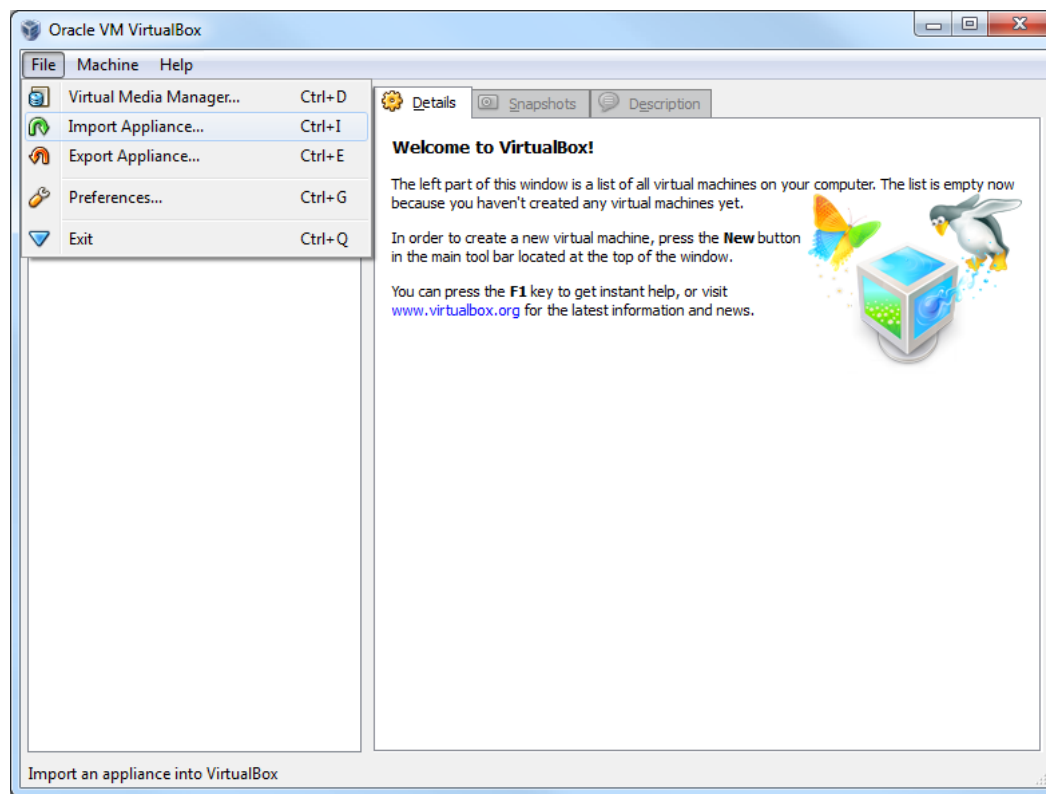 Oracle VM VirtualBox
File Machine Help
Virtual Media Manager... Ctrl+D
Import Appliance... Ctrl+I
Export Appliance... Ctrl+E
Preferences... Ctrl+G
Exit Ctrl+Q
Details Snapshots Description
Welcome to VirtualBox!
The left part of this window is a list of all virtual machines on your computer. The list is empty now
because you haven't created any virtual machines yet.
In order to create a new virtual machine, press the New button
in the main tool bar located at the top of the window.
You can press the F1 key to get instant help, or visit
www.virtualbox.org for the latest information and news.
Import an appliance into VirtualBox